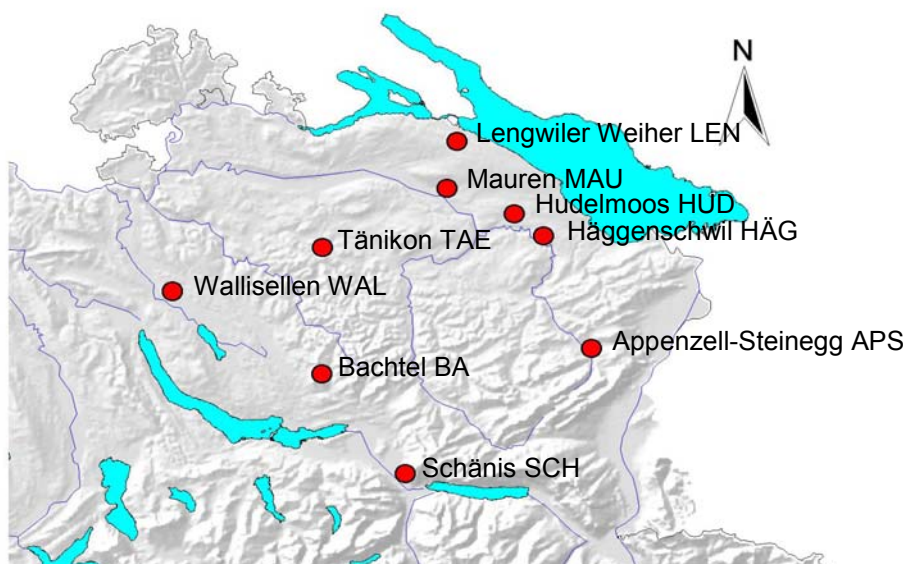 N
Lengwiler Weiher LEN
Mauren MAU
Hudelmoos HUD
Häggenschwil HÄG
Tänikon TAE
Wallisellen WAL
Appenzell-Steinegg APS
Bachtel BA
Schänis SCH